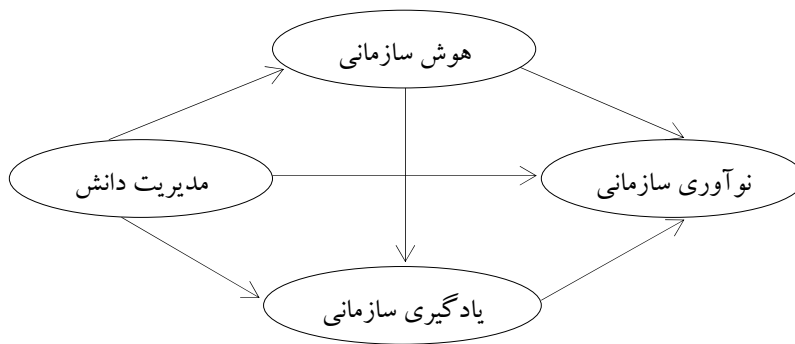 هوش سازمانی
مدیریت دانش
نوآوری سازمانی
یادگیری سازمانی